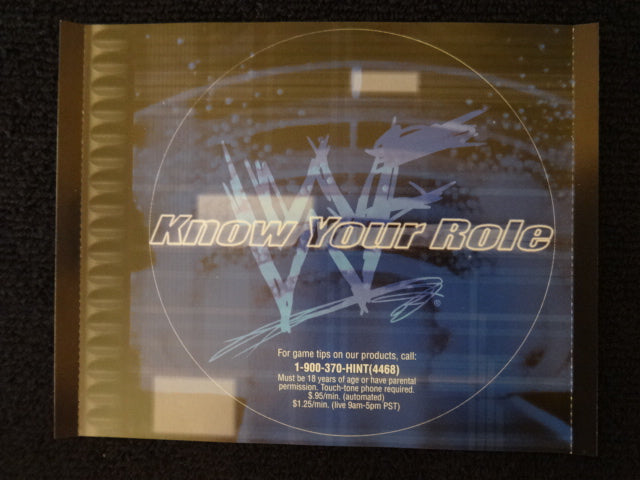 WF
Know Your Role
®
For game tips on our products, call:
1-900-370-HINT(4468)
Must be 18 years of age or have parental
permission. Touch-tone phone required.
$.95/min. (automated)
$1.25/min. (live 9am-5pm PST)